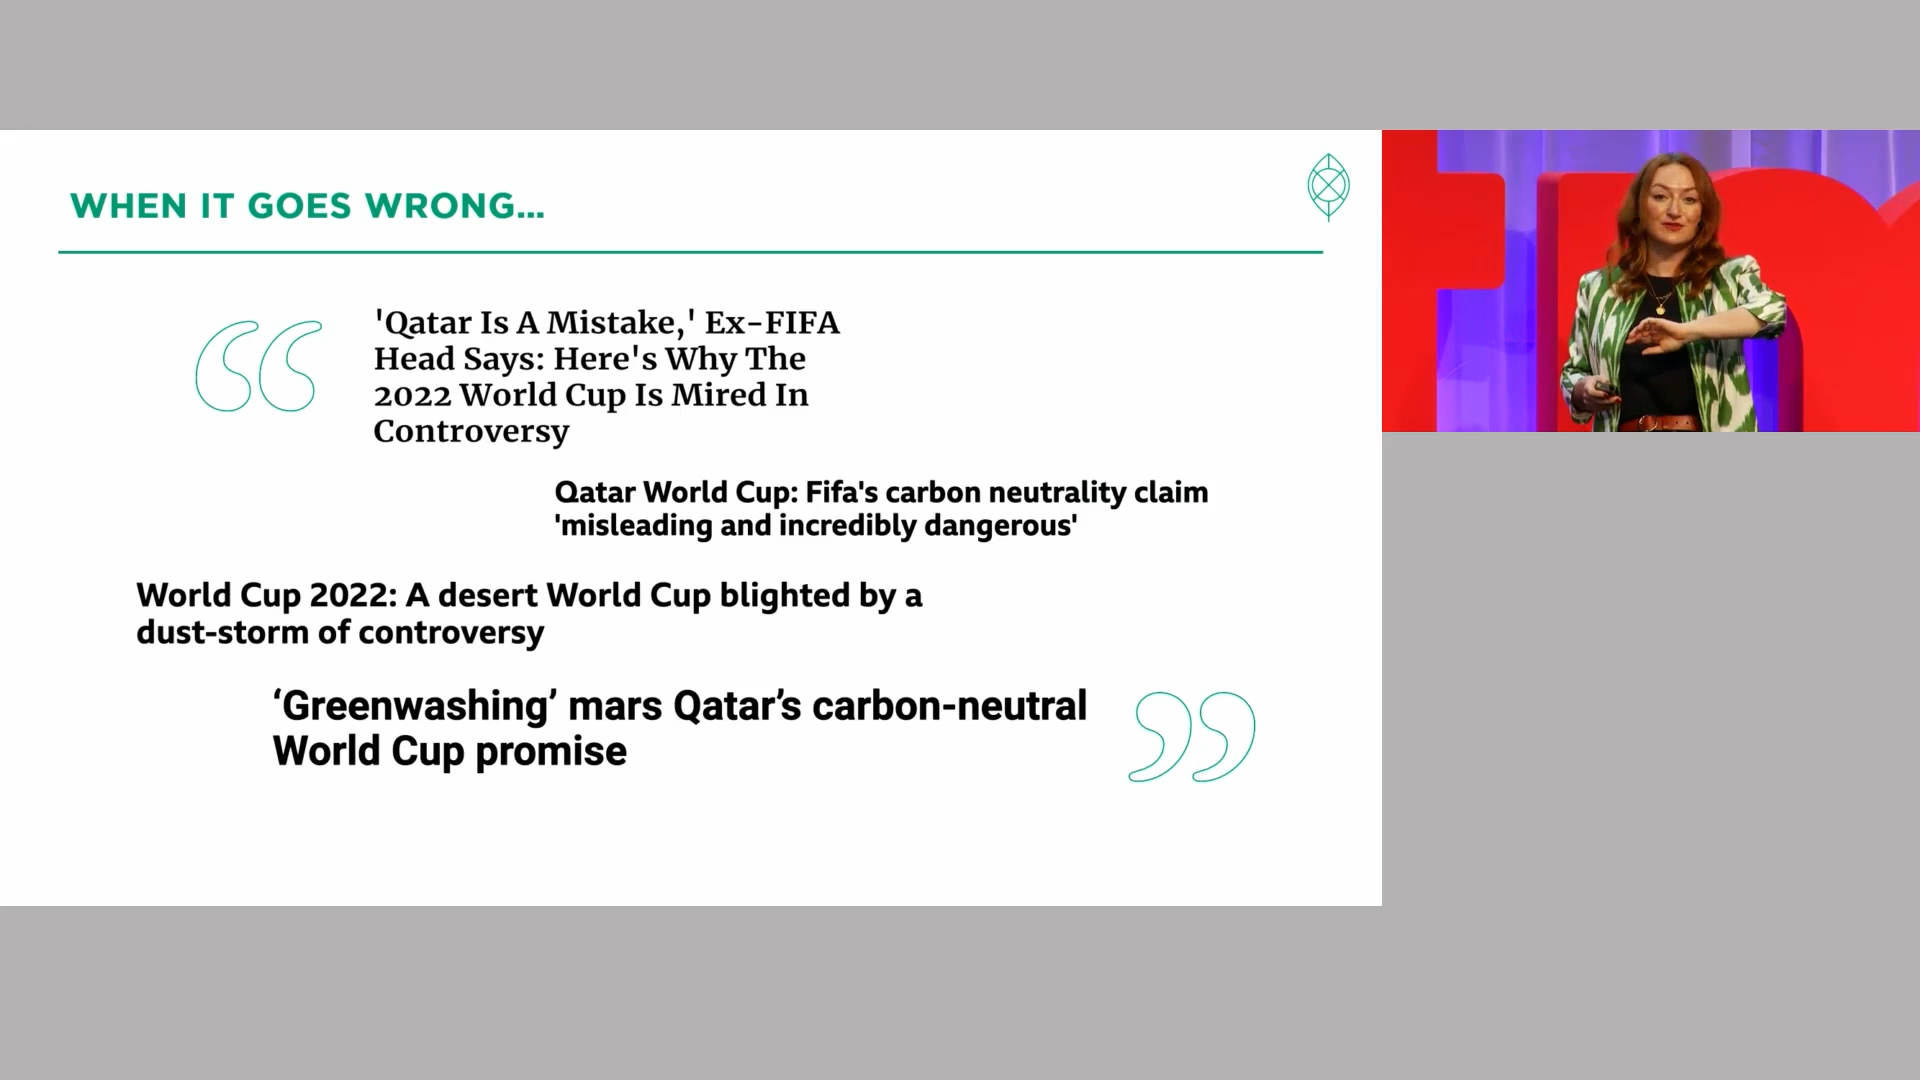 WHEN IT GOES WRONG...
'Qatar Is A Mistake,' Ex-FIFA
Head Says: Here's Why The
2022 World Cup Is Mired In
Controversy
Qatar World Cup: Fifa's carbon neutrality claim
'misleading and incredibly dangerous'
World Cup 2022: A desert World Cup blighted by a
dust-storm of controversy
‘Greenwashing’ mars Qatar’s carbon-neutral
World Cup promise